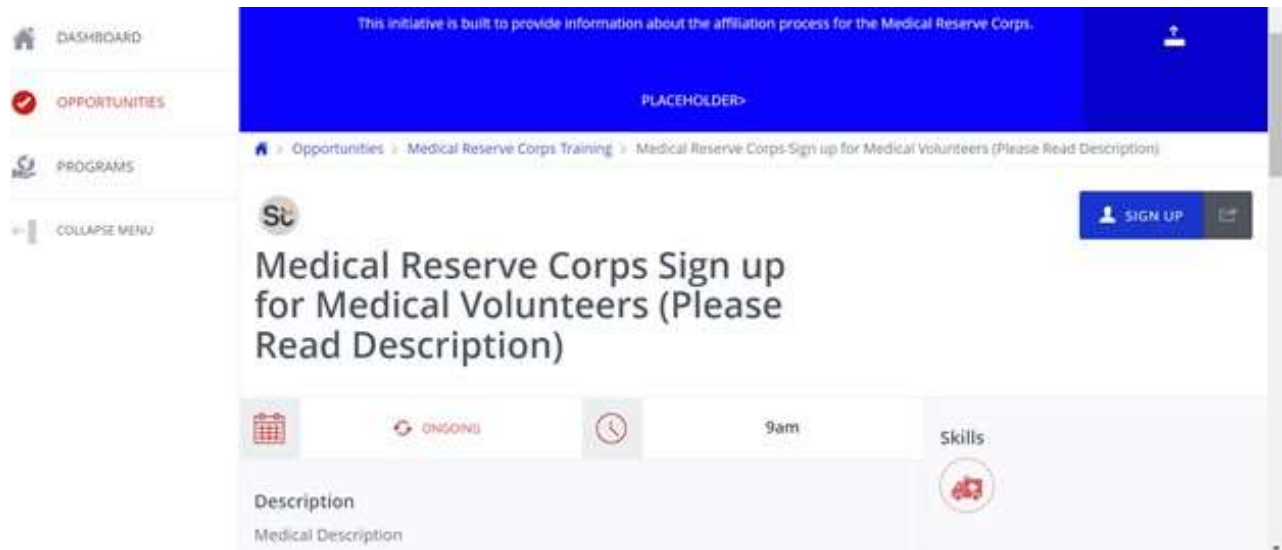 DASHBOARD
OPPORTUNITIES
PROGRAMS
COLLAPSE MENU
This initiative is built to provide information about the affiliation process for the Medical Reserve Corps.
PLACEHOLDER>
Opportunities > Medical Reserve Corps Training > Medical Reserve Corps Sign up for Medical Volunteers (Please Read Description)
St
SIGN UP
Medical Reserve Corps Sign up
for Medical Volunteers (Please
Read Description)
ONGOING
9am
Skills
Description
Medical Description